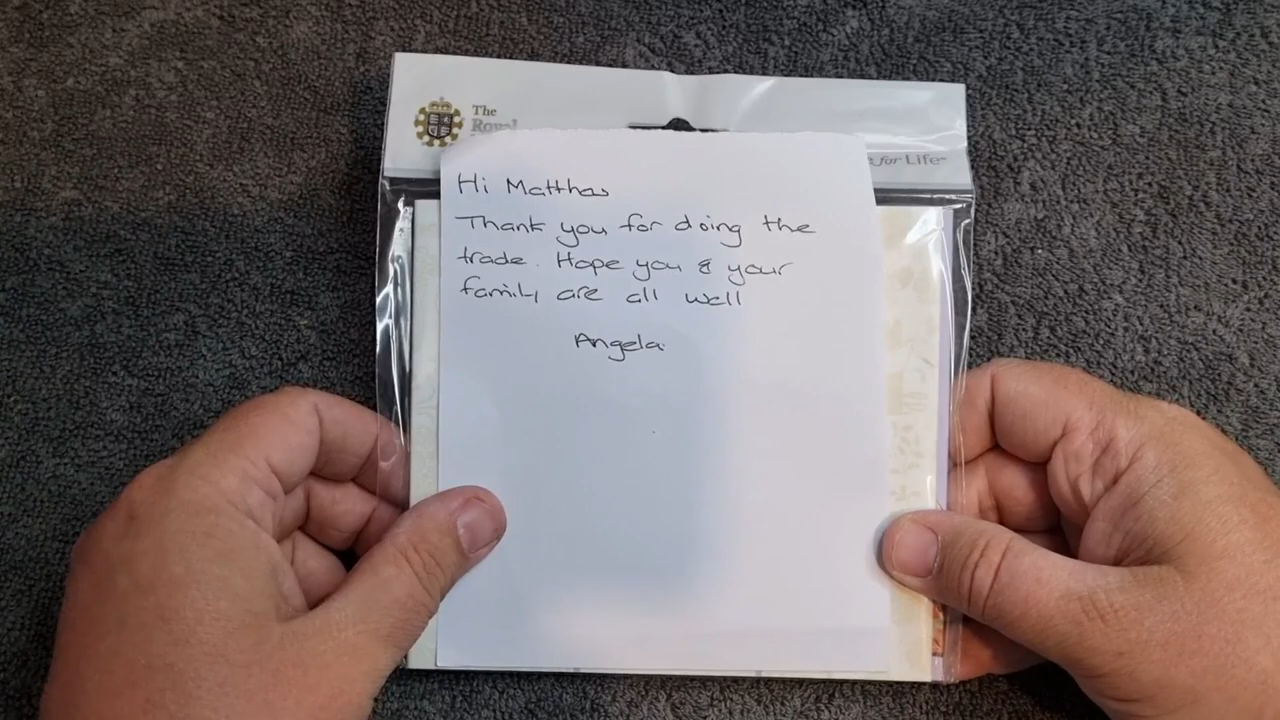 The
Royal
for Life
Hi Matthew
Thank you for doing the
trade. Hope you & your
family are all well
Angela